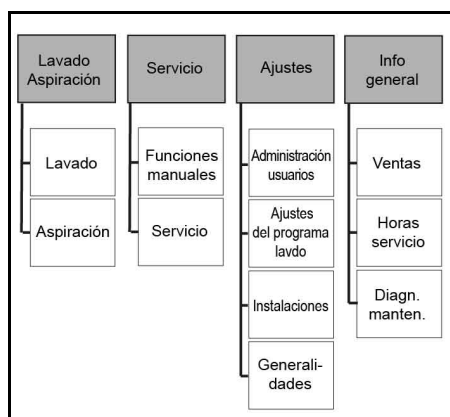 Lavado
Aspiración
Servicio
Ajustes
Info
general
Lavado
Aspiración
Funciones
manuales
Servicio
Administración
usuarios
Ajustes
del programa
lavdo
Instalaciones
Generali-
dades
Ventas
Horas
servicio
Diagn.
manten.